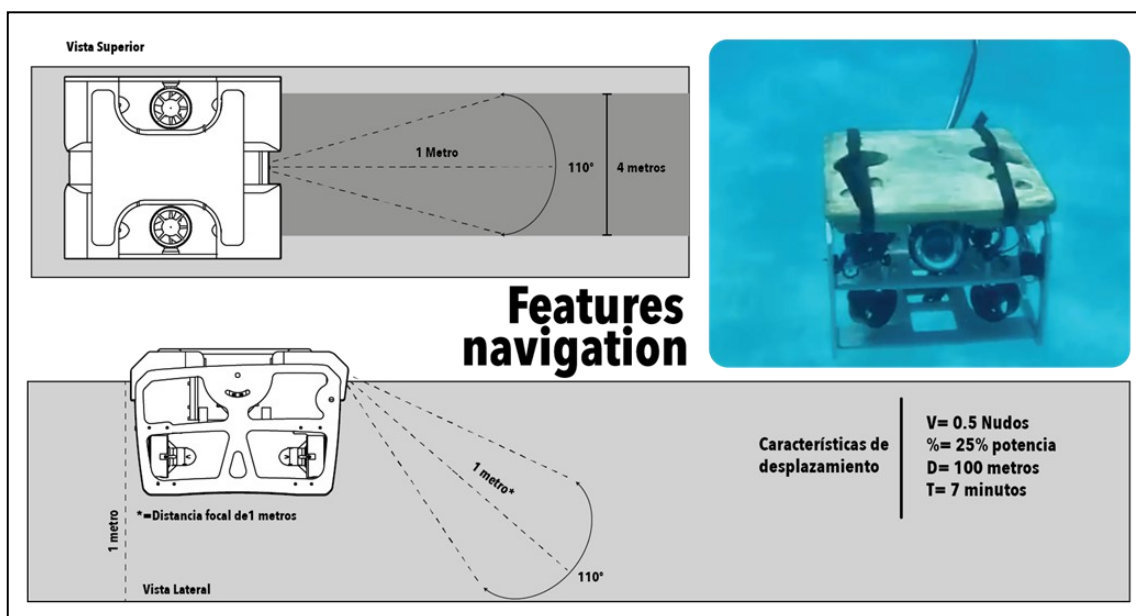 Vista Superior
1 Metro
110°
4 metros
Features
navigation
1 metro
1 metro*
*=Distancia focal de1 metros
110°
Vista Lateral
Características de
desplazamiento
V= 0.5 Nudos
%= 25% potencia
D= 100 metros
T= 7 minutos